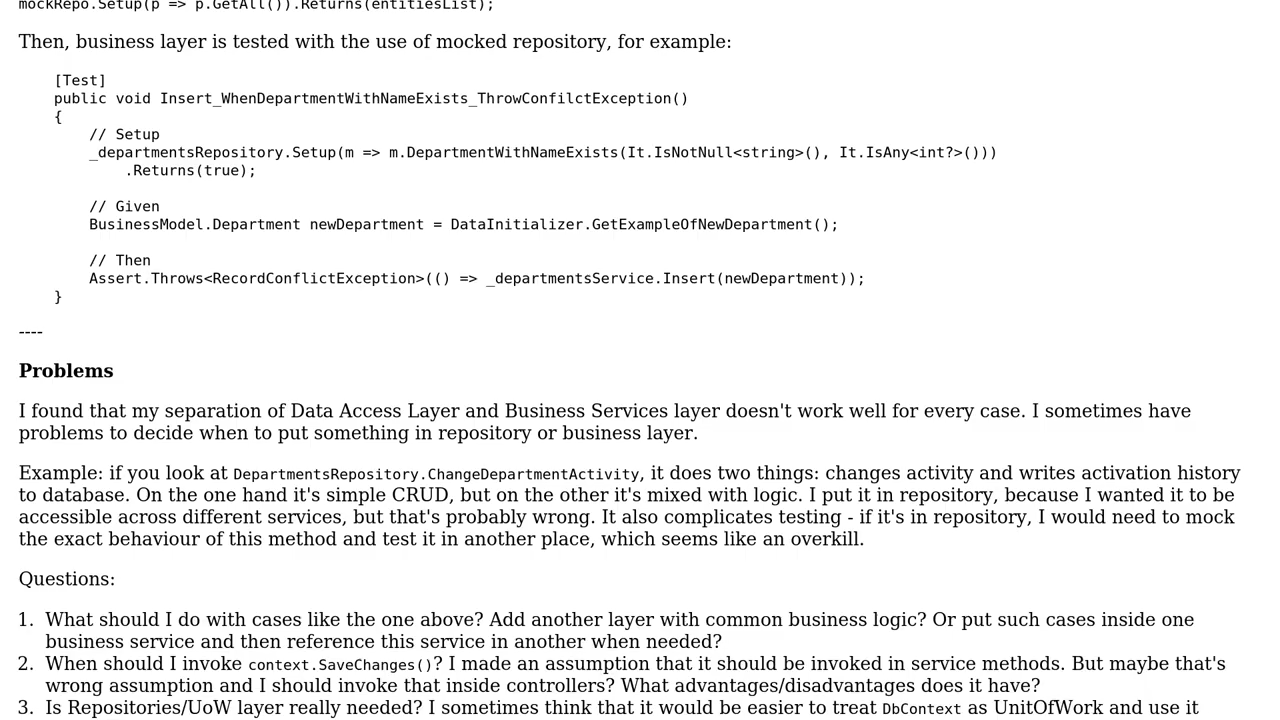 mockRepo.Setup(p => p.GetAll()).Returns(entitiesList);
Then, business layer is tested with the use of mocked repository, for example:
[Test]
public void Insert_WhenDepartmentWithNameExists_ThrowConfilctException()
{
// Setup
_departmentsRepository.Setup(m => m.DepartmentWithNameExists(It.IsNotNull<string>(), It.IsAny<int?>()))
.Returns(true);
// Given
BusinessModel.Department newDepartment = DataInitializer.GetExampleOfNewDepartment();
// Then
Assert.Throws<RecordConflictException>(() => _departmentsService.Insert(newDepartment));
}
----
Problems
I found that my separation of Data Access Layer and Business Services layer doesn't work well for every case. I sometimes have
problems to decide when to put something in repository or business layer.
Example: if you look at DepartmentsRepository.ChangeDepartmentActivity, it does two things: changes activity and writes activation history
to database. On the one hand it's simple CRUD, but on the other it's mixed with logic. I put it in repository, because I wanted it to be
accessible across different services, but that's probably wrong. It also complicates testing - if it's in repository, I would need to mock
the exact behaviour of this method and test it in another place, which seems like an overkill.
Questions:
1. What should I do with cases like the one above? Add another layer with common business logic? Or put such cases inside one
business service and then reference this service in another when needed?
2. When should I invoke context.SaveChanges()? I made an assumption that it should be invoked in service methods. But maybe that's
wrong assumption and I should invoke that inside controllers? What advantages/disadvantages does it have?
3. Is Repositories/UoW layer really needed? I sometimes think that it would be easier to treat DbContext as UnitOfWork and use it